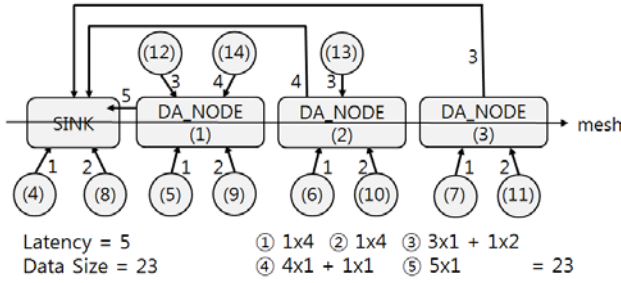 (12) (14) (13)
3 4 4 3 3
5
SINK DA_NODE (1) DA_NODE (2) DA_NODE (3) mesh
1 2 1 2 1 2 1 2
(4) (8) (5) (9) (6) (10) (7) (11)
Latency = 5 ① 1x4 ② 1x4 ③ 3x1 + 1x2
Data Size = 23 ④ 4x1 + 1x1 ⑤ 5x1 = 23